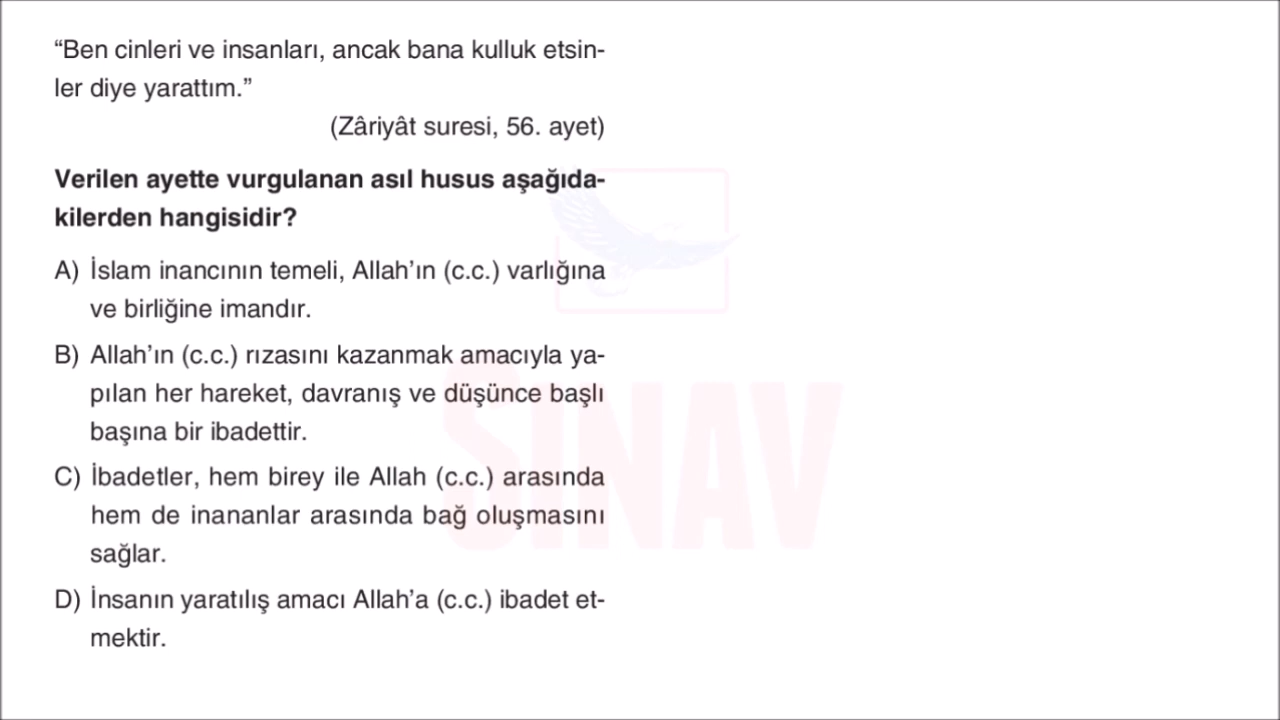 “Ben cinleri ve insanları, ancak bana kulluk etsin-
ler diye yarattım.”
(Zâriyât suresi, 56. ayet)
Verilen ayette vurgulanan asıl husus aşağıda-
kilerden hangisidir?
A) İslam inancının temeli, Allah’ın (c.c.) varlığına
ve birliğine imandır.
B) Allah’ın (c.c.) rızasını kazanmak amacıyla ya-
pılan her hareket, davranış ve düşünce başlı
başına bir ibadettir.
C) İbadetler, hem birey ile Allah (c.c.) arasında
hem de inananlar arasında bağ oluşmasını
sağlar.
D) İnsanın yaratılış amacı Allah’a (c.c.) ibadet et-
mektir.
SINAV